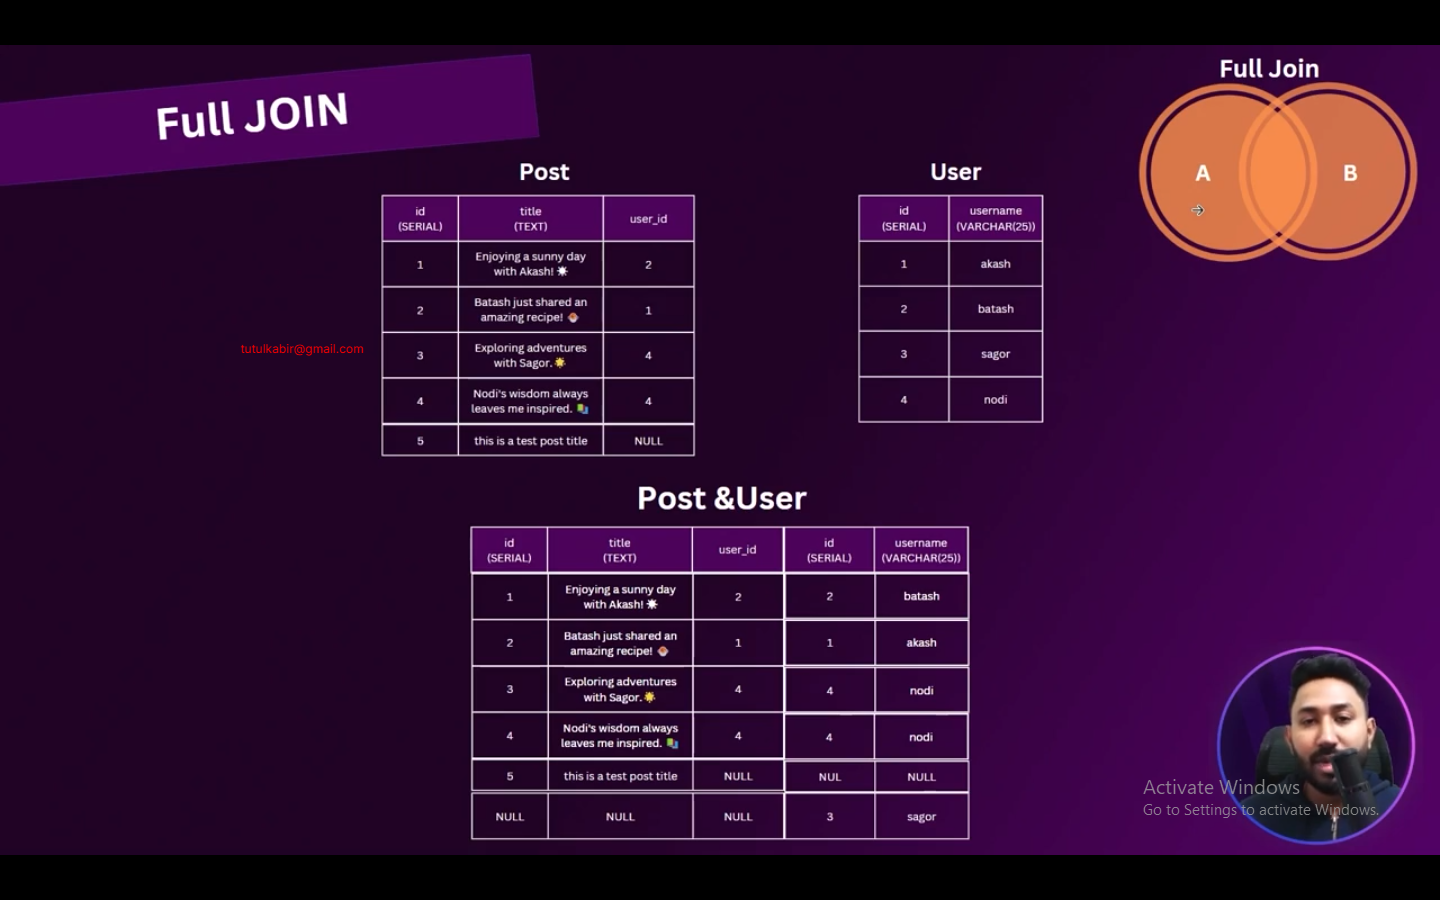 Full JOIN
Full Join
A
B
Post
id
(SERIAL)
title
(TEXT)
user_id
1
Enjoying a sunny day
with Akash! ☀
2
2
Batash just shared an
amazing recipe!
1
3
Exploring adventures
with Sagor. 🌟
4
4
Nodi's wisdom always
leaves me inspired.
4
5
this is a test post title
NULL
User
id
(SERIAL)
username
(VARCHAR(25))
1
akash
2
batash
3
sagor
4
nodi
tutulkabir@gmail.com
Post &User
id
(SERIAL)
title
(TEXT)
user_id
id
(SERIAL)
username
(VARCHAR(25))
1
Enjoying a sunny day
with Akash! ☀
2
2
batash
2
Batash just shared an
amazing recipe!
1
1
akash
3
Exploring adventures
with Sagor. 🌟
4
4
nodi
4
Nodi's wisdom always
leaves me inspired.
4
4
nodi
5
this is a test post title
NULL
NUL
NULL
NULL
NULL
NULL
3
sagor
Activate Windows
Go to Settings to activate Windows.